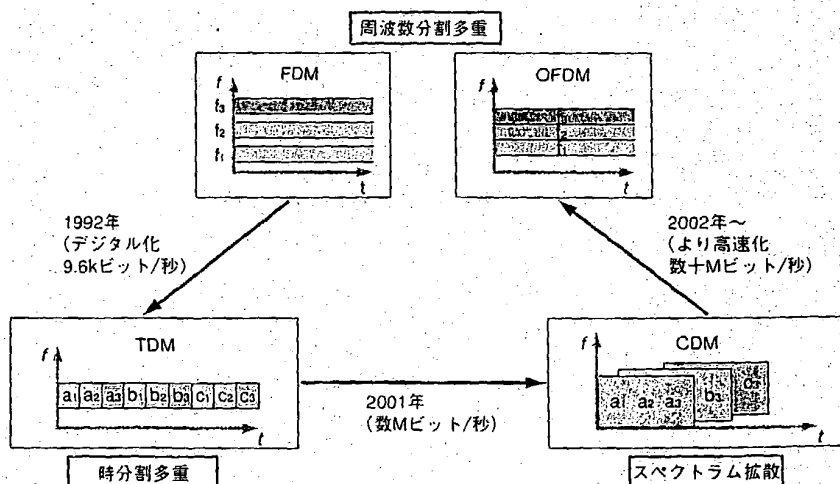 周波数分割多重
FDM
f
f3
f2
f1
t
OFDM
f
2
1
t
1992年
(デジタル化
9.6kビット/秒)
2002年～
(より高速化
数十Mビット/秒)
TDM
f
a1 a2 a3 b1 b2 b3 c1 c2 c3
t
時分割多重
2001年
(数Mビット/秒)
CDM
f
a1 a2 a3 b3 c3
t
スペクトラム拡散